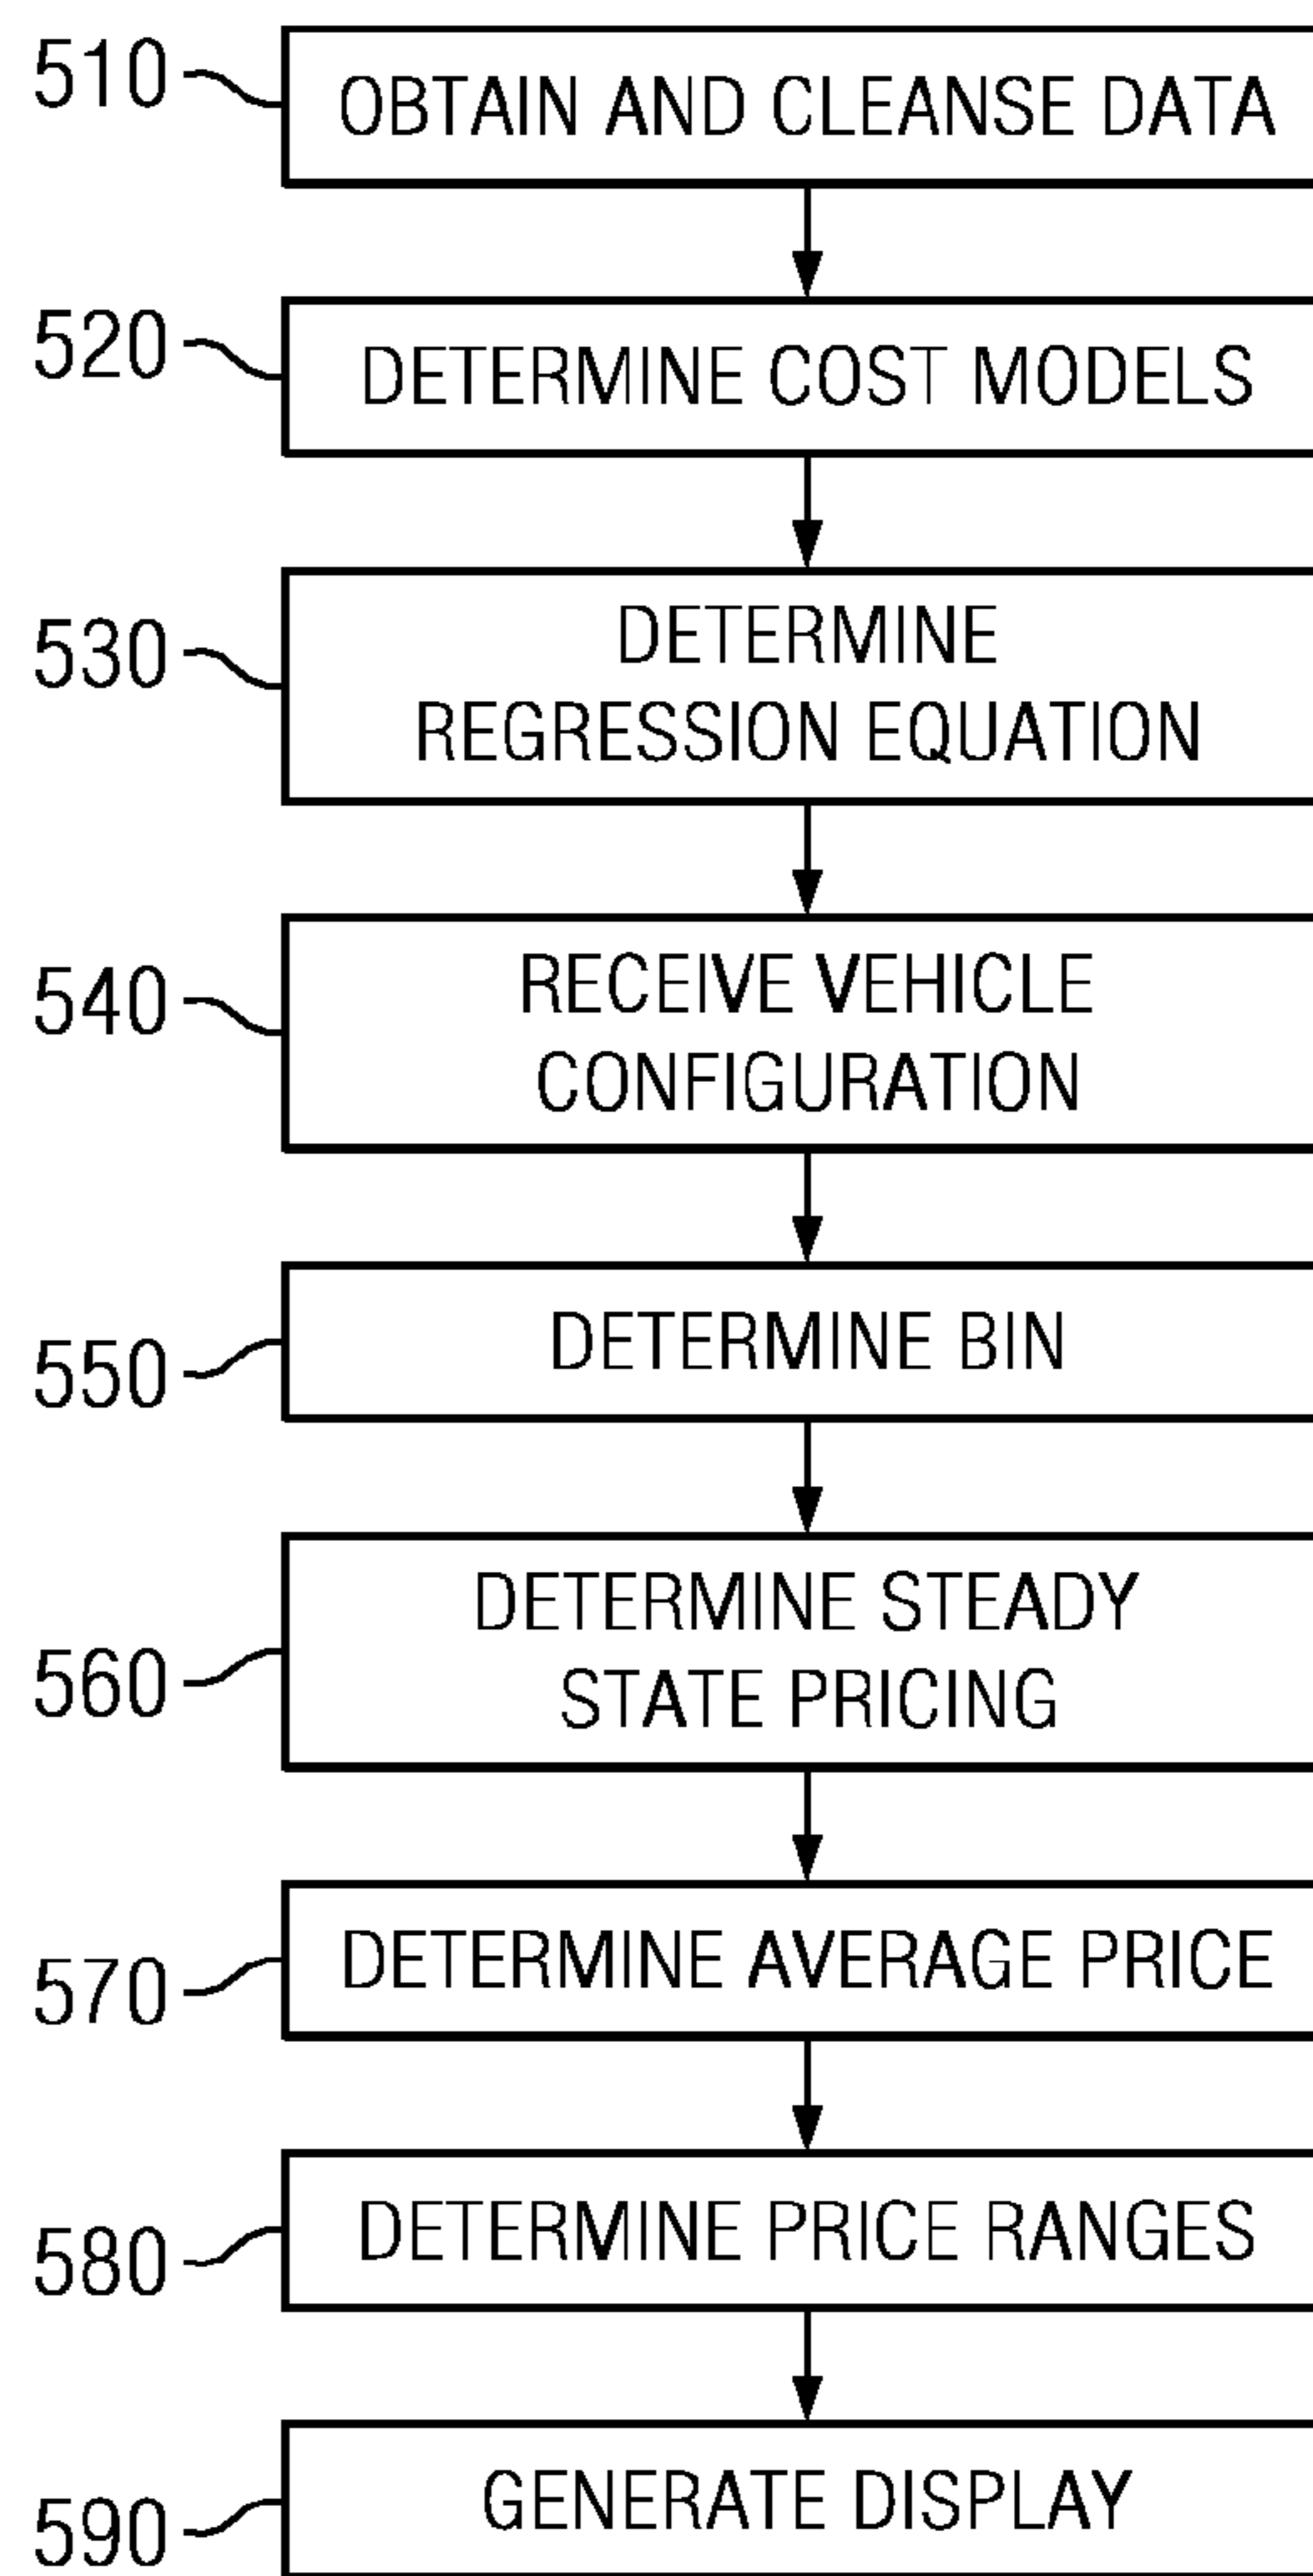 510 OBTAIN AND CLEANSE DATA
520 DETERMINE COST MODELS
530 DETERMINE
REGRESSION EQUATION
540 RECEIVE VEHICLE
CONFIGURATION
550 DETERMINE BIN
560 DETERMINE STEADY
STATE PRICING
570 DETERMINE AVERAGE PRICE
580 DETERMINE PRICE RANGES
590 GENERATE DISPLAY